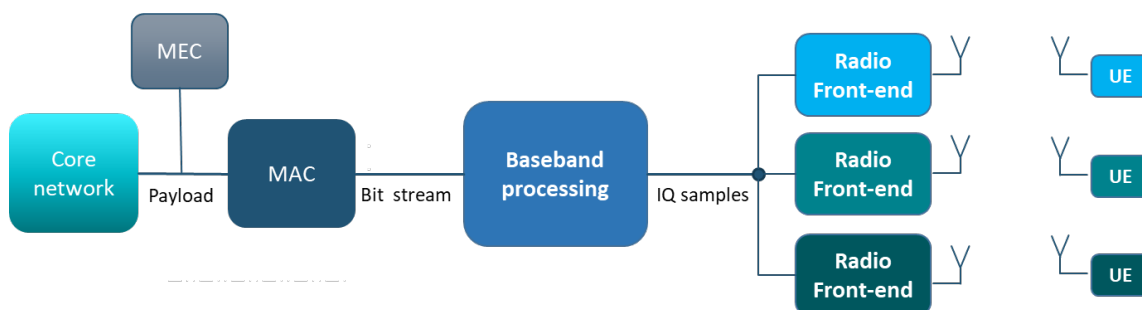 MEC
Core
network
Payload
MAC
Bit stream
Baseband
processing
IQ samples
Radio
Front-end
UE
Radio
Front-end
UE
Radio
Front-end
UE